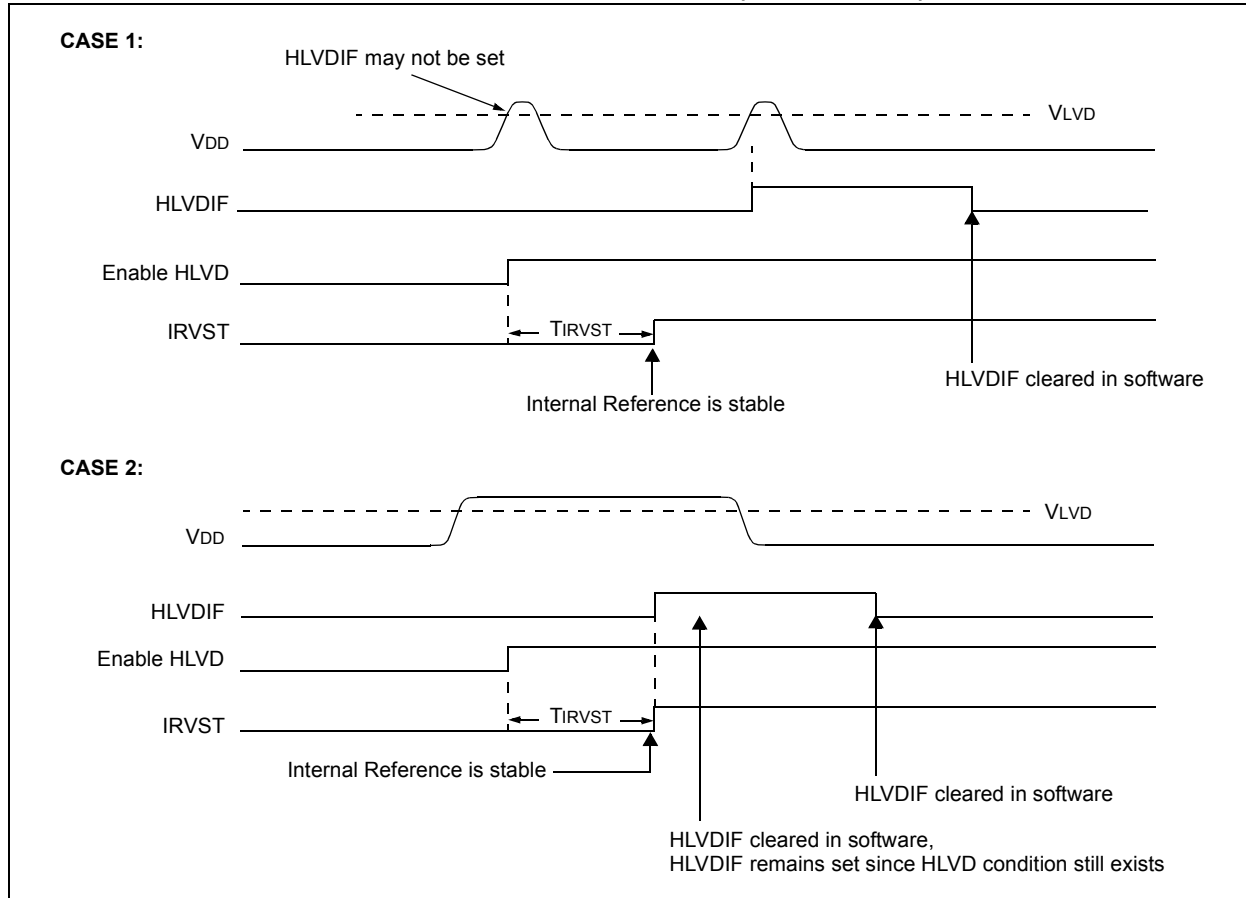 CASE 1:
HLVDIF may not be set
VLVD
VDD
HLVDIF
Enable HLVD
IRVST
TIRVST
HLVDIF cleared in software
Internal Reference is stable
CASE 2:
VLVD
VDD
HLVDIF
Enable HLVD
IRVST
TIRVST
Internal Reference is stable
HLVDIF cleared in software
HLVDIF cleared in software,
HLVDIF remains set since HLVD condition still exists